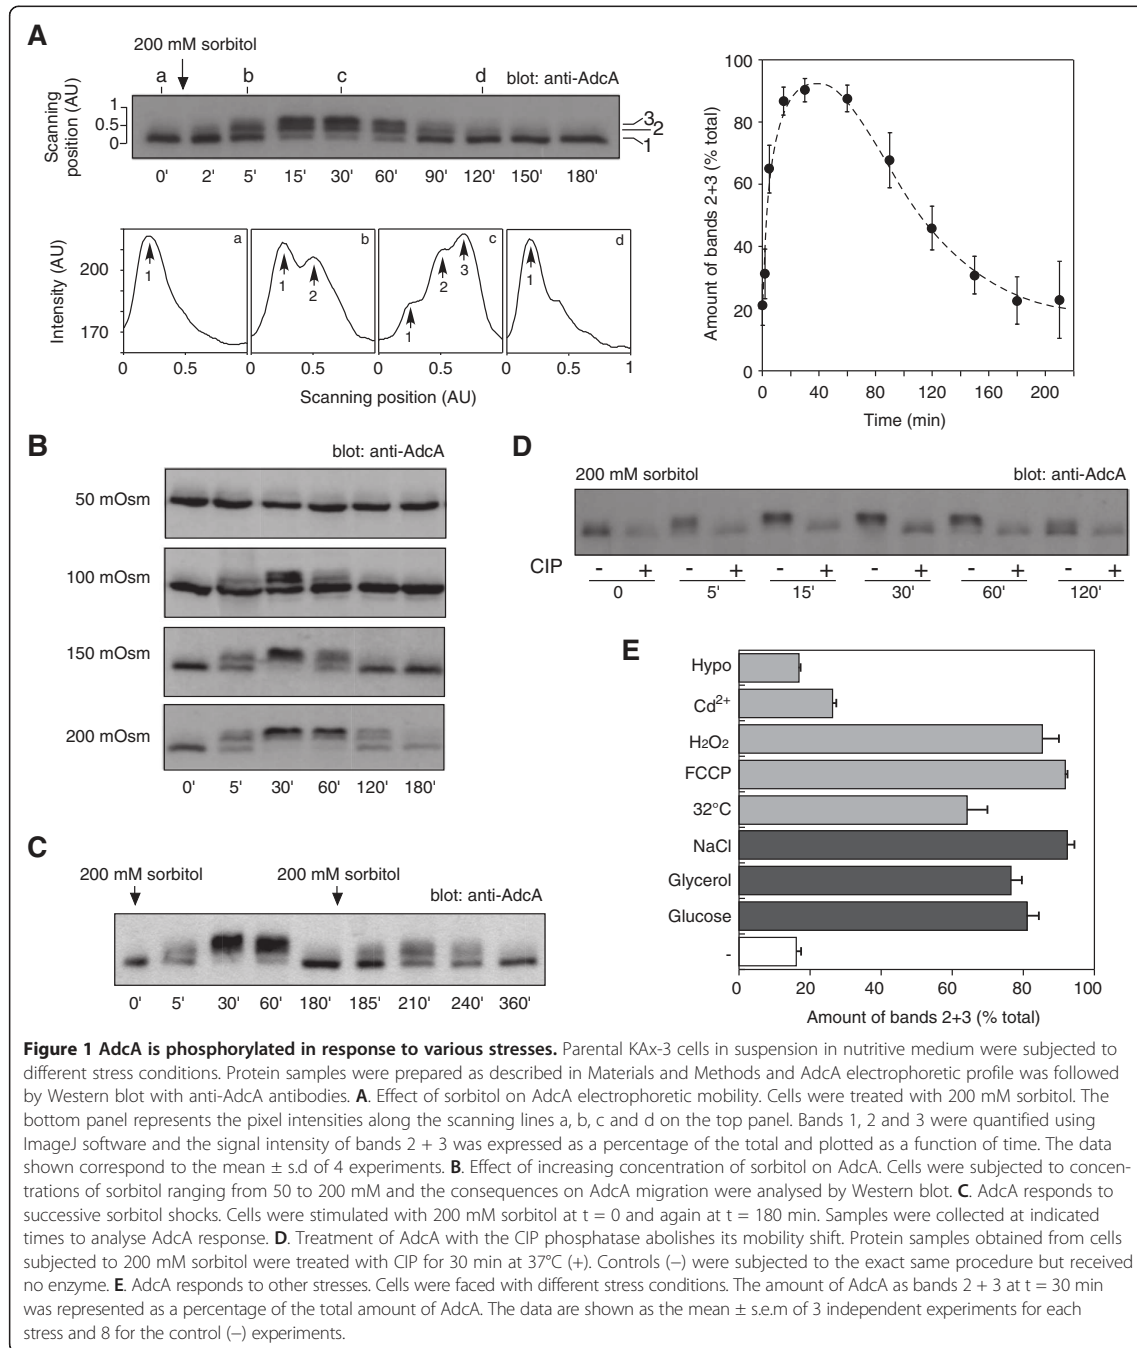 A
200 mM sorbitol
a b c d blot: anti-AdcA
Scanning position (AU)
1
0.5
0
3
2
1
0' 2' 5' 15' 30' 60' 90' 120' 150' 180'
Intensity (AU)
200
170
a b c d
1 1 2 1 2 3 1
0 0.5 0 0.5 0 0.5 0 0.5 1
Scanning position (AU)
Amount of bands 2+3 (% total)
100
80
60
40
20
0
0 40 80 120 160 200
Time (min)
B
blot: anti-AdcA
50 mOsm
100 mOsm
150 mOsm
200 mOsm
0' 5' 30' 60' 120' 180'
C
200 mM sorbitol 200 mM sorbitol
blot: anti-AdcA
0' 5' 30' 60' 180' 185' 210' 240' 360'
D
200 mM sorbitol blot: anti-AdcA
CIP - + - + - + - + - + - +
0 5' 15' 30' 60' 120'
E
Hypo
Cd²⁺
H₂O₂
FCCP
32°C
NaCl
Glycerol
Glucose
-
0 20 40 60 80 100
Amount of bands 2+3 (% total)
Figure 1 AdcA is phosphorylated in response to various stresses. Parental KAx-3 cells in suspension in nutritive medium were subjected to
different stress conditions. Protein samples were prepared as described in Materials and Methods and AdcA electrophoretic profile was followed
by Western blot with anti-AdcA antibodies. A. Effect of sorbitol on AdcA electrophoretic mobility. Cells were treated with 200 mM sorbitol. The
bottom panel represents the pixel intensities along the scanning lines a, b, c and d on the top panel. Bands 1, 2 and 3 were quantified using
ImageJ software and the signal intensity of bands 2 + 3 was expressed as a percentage of the total and plotted as a function of time. The data
shown correspond to the mean ± s.d of 4 experiments. B. Effect of increasing concentration of sorbitol on AdcA. Cells were subjected to concen-
trations of sorbitol ranging from 50 to 200 mM and the consequences on AdcA migration were analysed by Western blot. C. AdcA responds to
successive sorbitol shocks. Cells were stimulated with 200 mM sorbitol at t = 0 and again at t = 180 min. Samples were collected at indicated
times to analyse AdcA response. D. Treatment of AdcA with the CIP phosphatase abolishes its mobility shift. Protein samples obtained from cells
subjected to 200 mM sorbitol were treated with CIP for 30 min at 37°C (+). Controls (−) were subjected to the exact same procedure but received
no enzyme. E. AdcA responds to other stresses. Cells were faced with different stress conditions. The amount of AdcA as bands 2 + 3 at t = 30 min
was represented as a percentage of the total amount of AdcA. The data are shown as the mean ± s.e.m of 3 independent experiments for each
stress and 8 for the control (−) experiments.